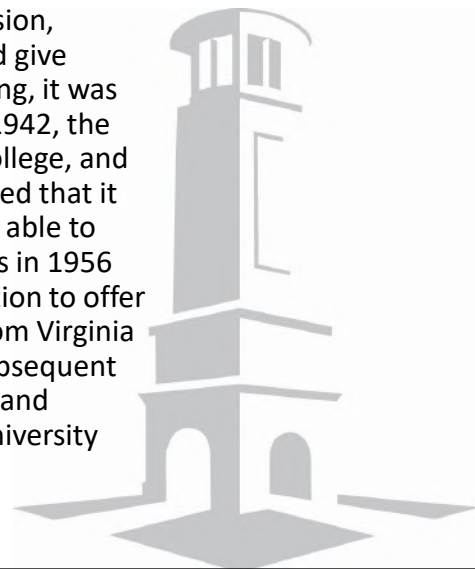 sion,
d give
ng, it was
1942, the
ollege, and
ed that it
able to
s in 1956
tion to offer
om Virginia
bsequent
and
niversity